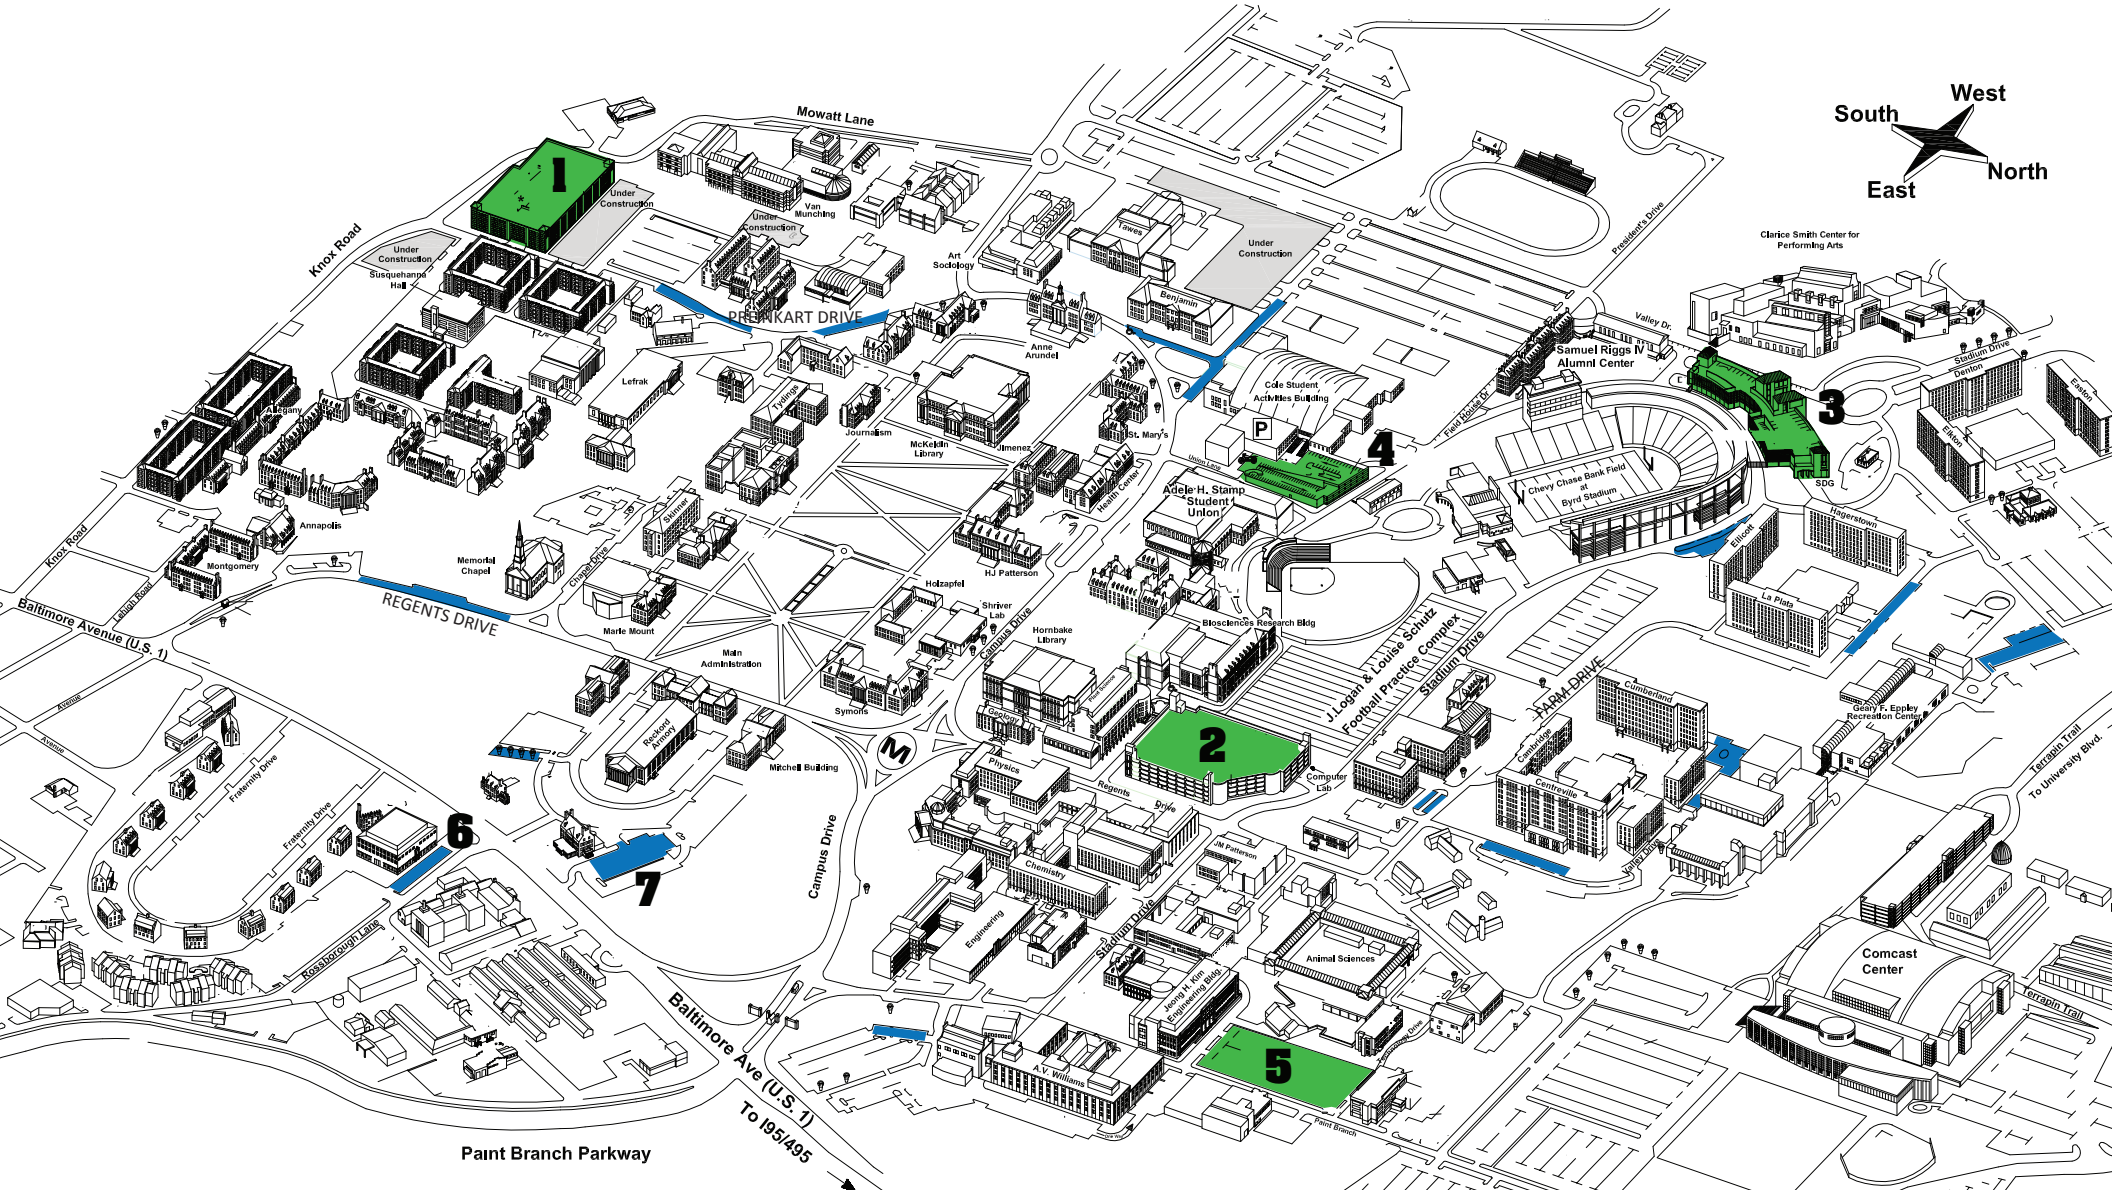 Mowatt Lane
West
South
North
East
1
Under
Construction
Van
Munching
Under
Construction
Tawes
Under
Construction
President's Drive
Clarice Smith Center for
Performing Arts
Knox Road
Under
Construction
Susquehanna
Hall
Art
Sociology
PREINKART DRIVE
Benjamin
Anne
Arundel
Valley Dr.
Samuel Riggs IV
Alumni Center
Stadium Drive
Denton
Easton
Elkton
3
SDG
Cole Student
Activities Building
P
4
Field House Dr
Lefrak
Tydings
Allegany
Journalism
McKeldin
Library
Jimenez
St. Mary's
Union Lane
Health Center
Adele H. Stamp
Student
Union
Chevy Chase Bank Field
at
Byrd Stadium
Hagerstown
Ellicott
La Plata
Skinner
Annapolis
Knox Road
Montgomery
Lehigh Road
Memorial
Chapel
Chapel Drive
HJ Patterson
Holzapfel
Shriver
Lab
REGENTS DRIVE
Marie Mount
Baltimore Avenue (U.S. 1)
Main
Administration
Campus Drive
Hornbake
Library
Biosciences Research Bldg
J.Logan & Louise Schutz
Football Practice Complex
Stadium Drive
FARM DRIVE
Cumberland
Cambridge
Centreville
Geary F. Eppley
Recreation Center
Terrapin Trail
To University Blvd.
Symons
Geology
M
2
Reckord
Armory
Mitchell Building
Avenue
Avenue
Fraternity Drive
Fraternity Drive
Physics
Regents
Drive
Computer
Lab
6
7
Campus Drive
JM Patterson
Chemistry
Valley Drive
Engineering
Stadium Drive
Animal Sciences
Rossborough Lane
Jeong H. Kim
Engineering Bldg.
Comcast
Center
Terrapin Trail
Baltimore Ave (U.S. 1)
A.V. Williams
5
Paint Branch
To I95/495
Paint Branch Parkway